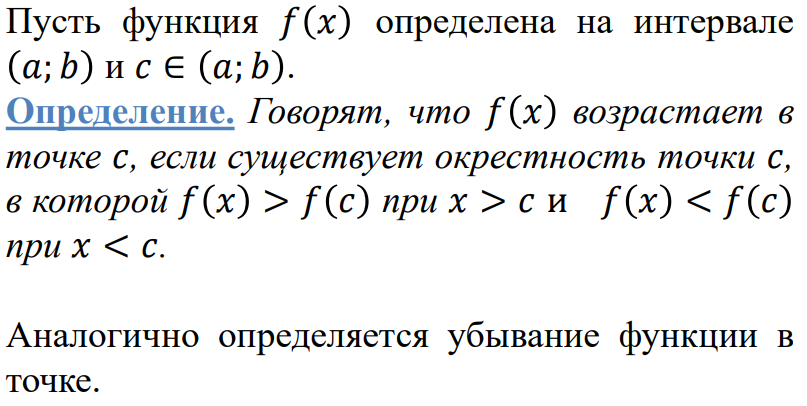 Пусть функция f(x) определена на интервале
(a; b) и c ∈ (a; b).
Определение. Говорят, что f(x) возрастает в
точке c, если существует окрестность точки c,
в которой f(x) > f(c) при x > c и f(x) < f(c)
при x < c.
Аналогично определяется убывание функции в
точке.